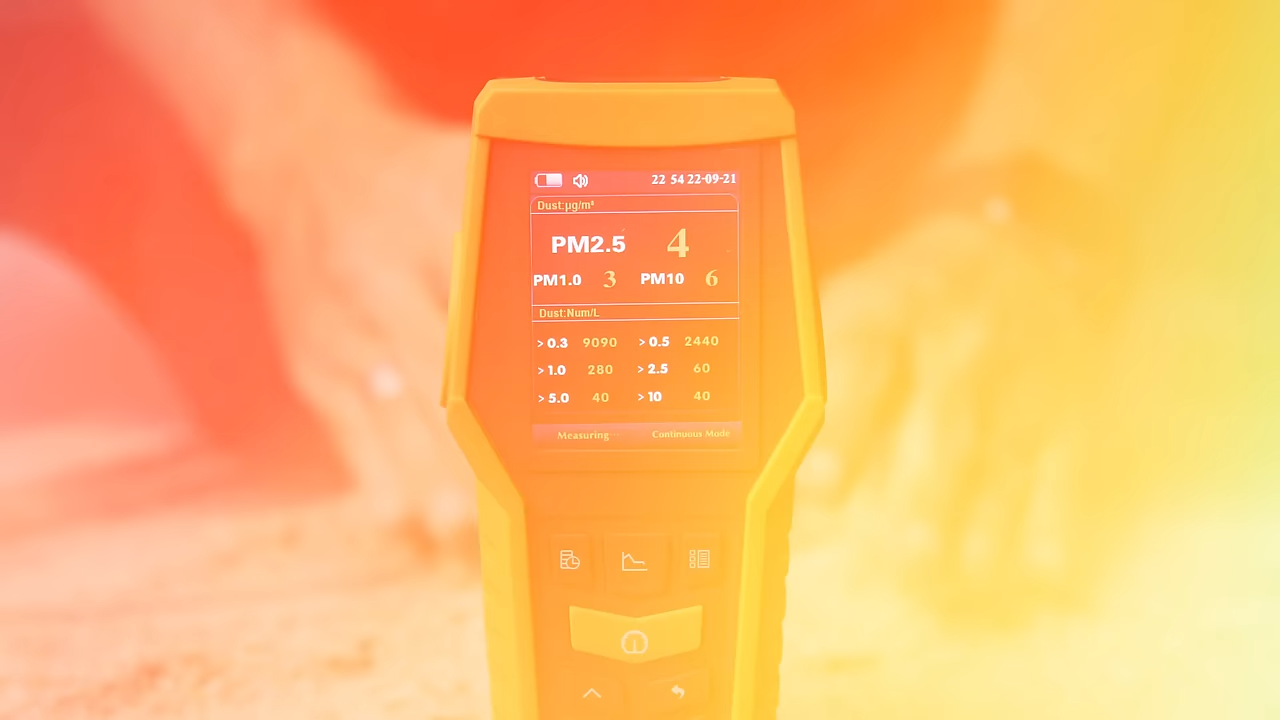 22 54 22-09-21
Dust:µg/m³
PM2.5 4
PM1.0 3 PM10 6
Dust:Num/L
> 0.3 9090 > 0.5 2440
> 1.0 280 > 2.5 60
> 5.0 40 > 10 40
Measuring··· Continuous Mode